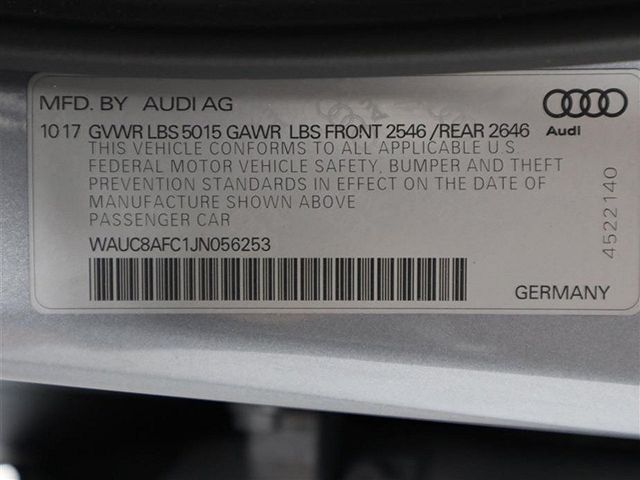 MFD. BY AUDI AG
10 17 GVWR LBS 5015 GAWR LBS FRONT 2546 /REAR 2646
Audi
THIS VEHICLE CONFORMS TO ALL APPLICABLE U.S.
FEDERAL MOTOR VEHICLE SAFETY, BUMPER AND THEFT
PREVENTION STANDARDS IN EFFECT ON THE DATE OF
MANUFACTURE SHOWN ABOVE
PASSENGER CAR
WAUC8AFC1JN056253
4522140
GERMANY